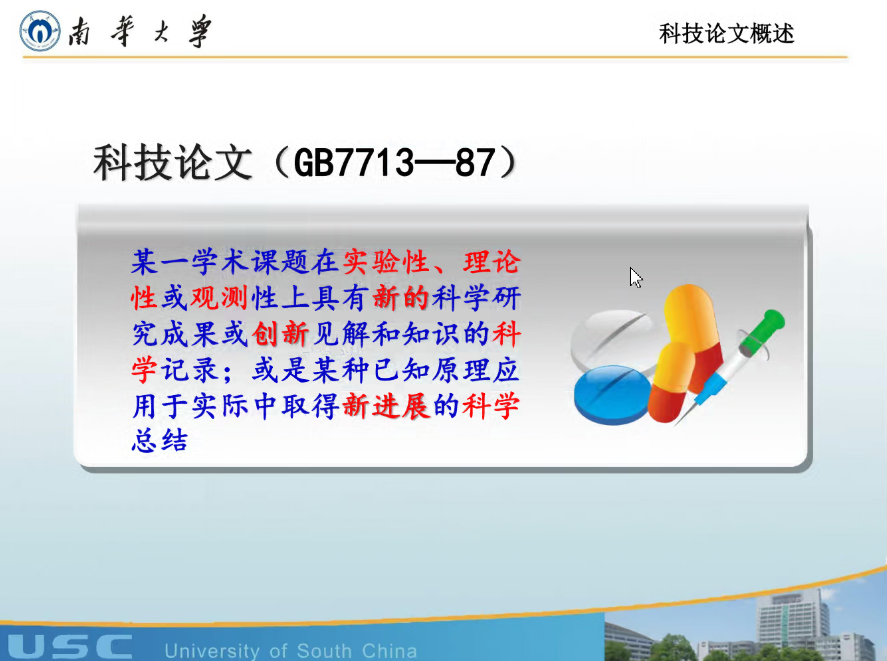 南華大学
科技论文概述
科技论文（GB7713—87）
某一学术课题在实验性、理论
性或观测性上具有新的科学研
究成果或创新见解和知识的科
学记录；或是某种已知原理应
用于实际中取得新进展的科学
总结
USC University of South China